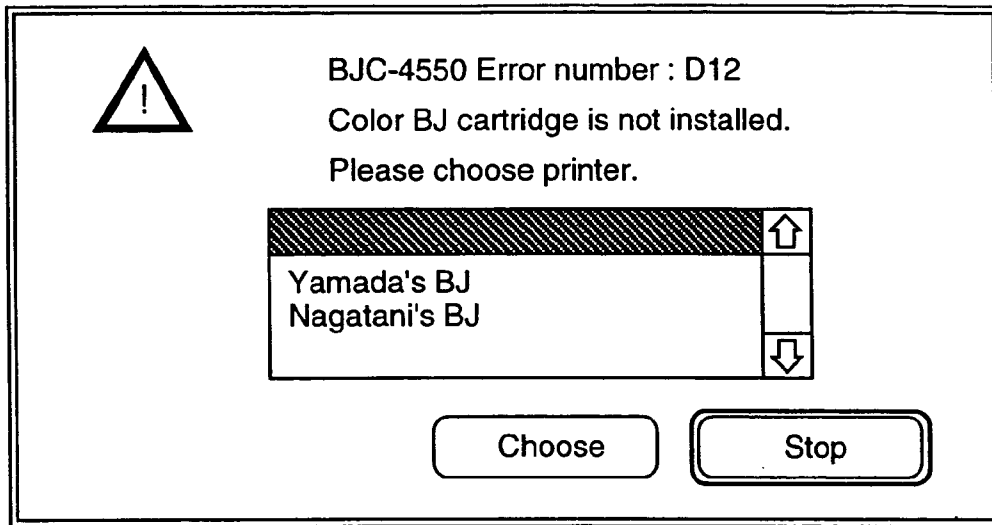 !
BJC-4550 Error number : D12
Color BJ cartridge is not installed.
Please choose printer.
Yamada's BJ
Nagatani's BJ
Choose Stop